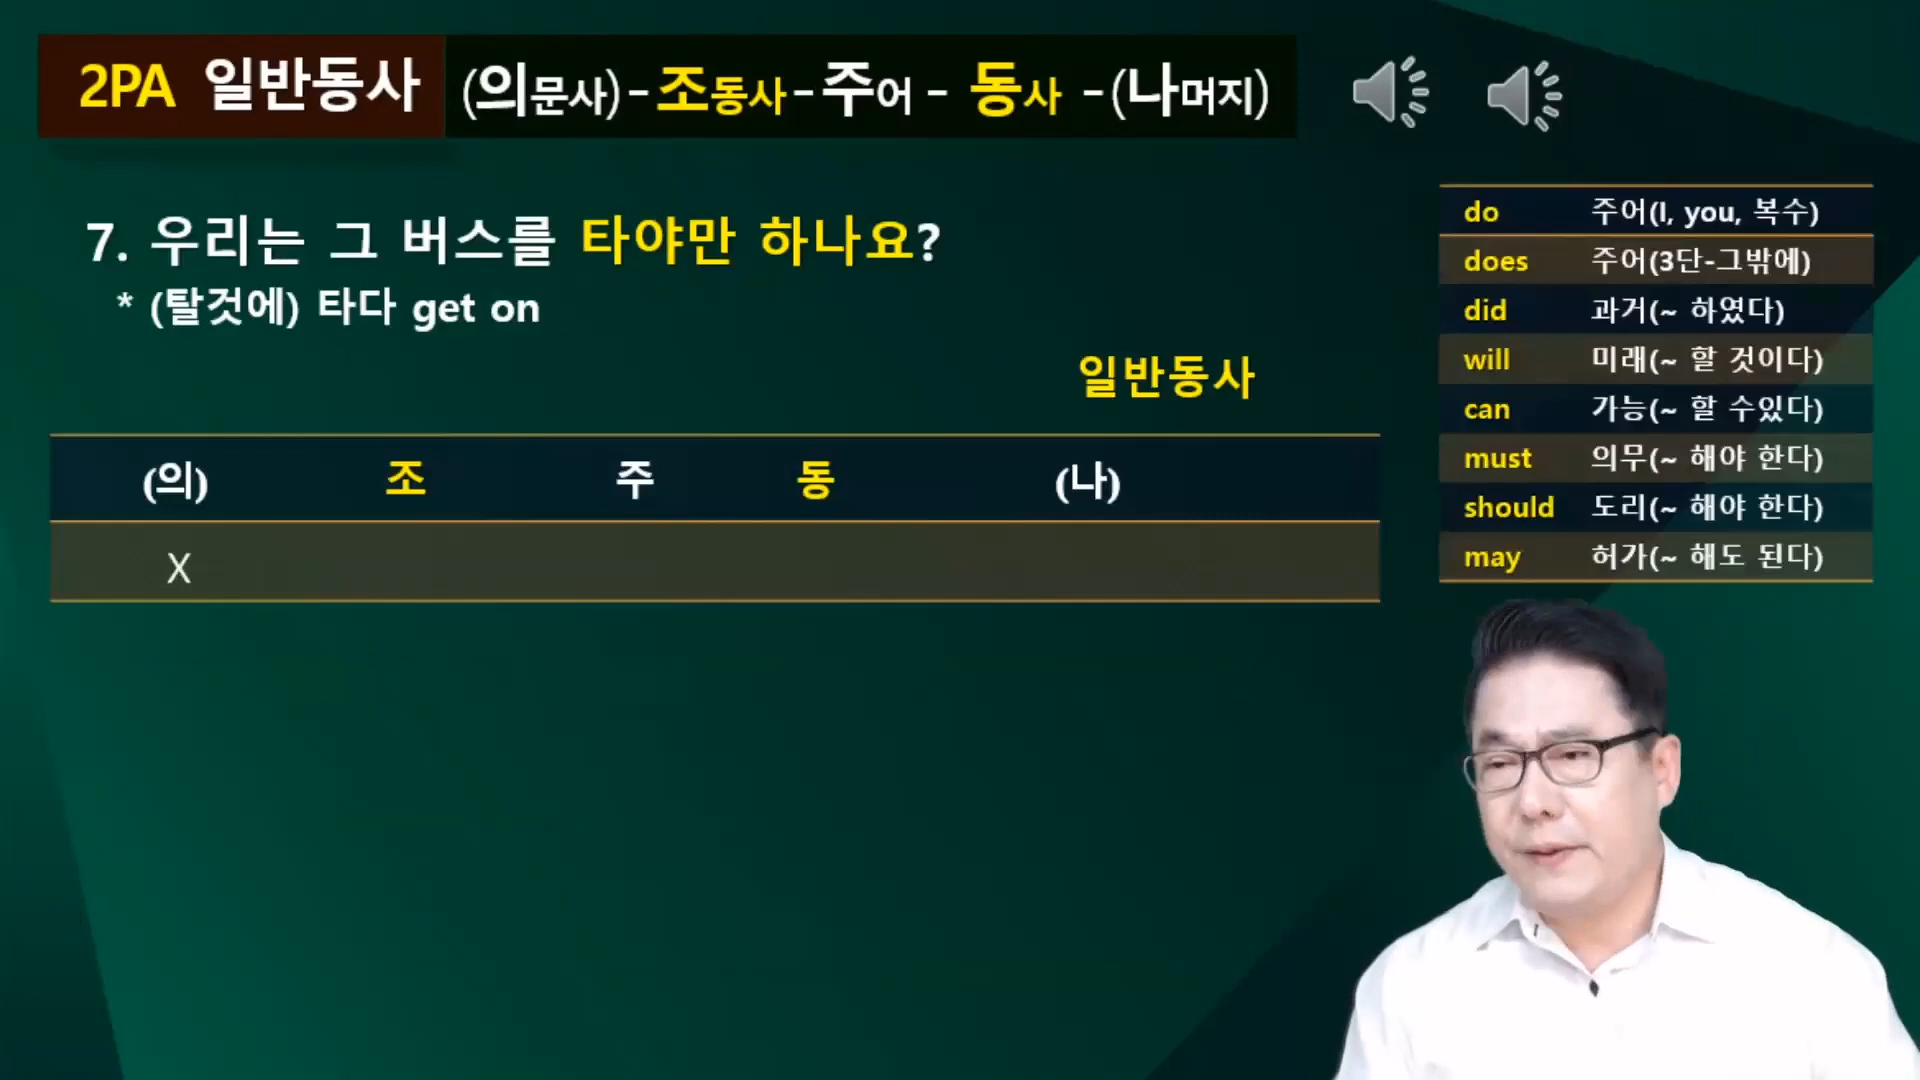 2PA 일반동사 (의문사)-조동사-주어 - 동사 -(나머지)
7. 우리는 그 버스를 타야만 하나요?
* (탈것에) 타다 get on
일반동사
(의) 조 주 동 (나)
X
do 주어(I, you, 복수)
does 주어(3단-그밖에)
did 과거(~ 하였다)
will 미래(~ 할 것이다)
can 가능(~ 할 수있다)
must 의무(~ 해야 한다)
should 도리(~ 해야 한다)
may 허가(~ 해도 된다)